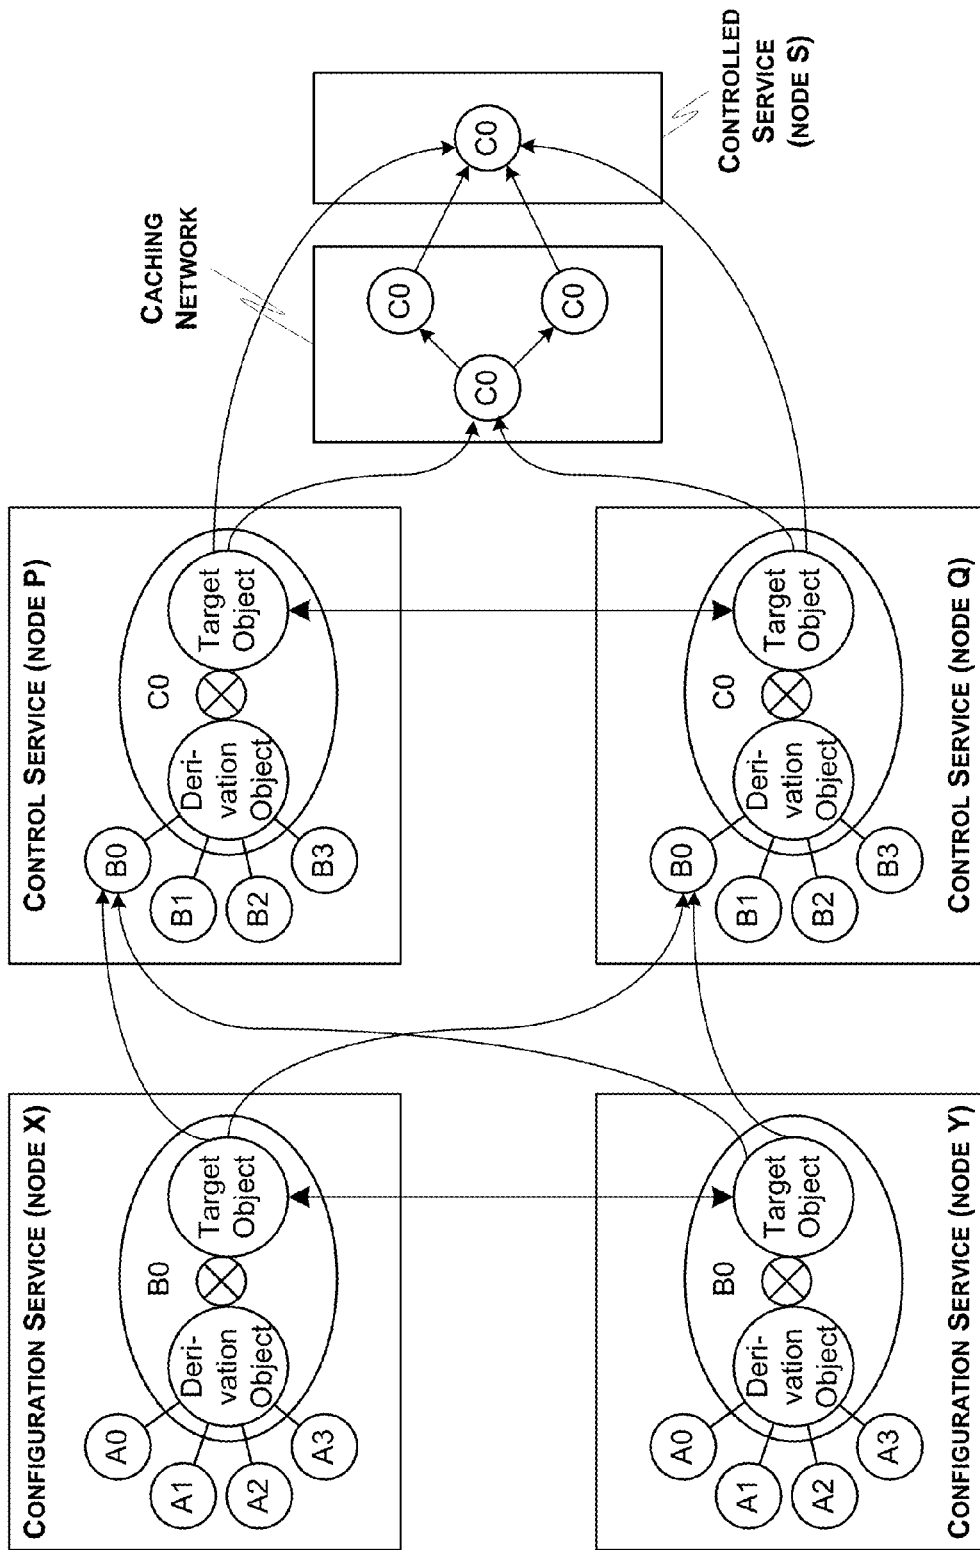 CONFIGURATION SERVICE (NODE X)
A0
A1
A2
A3
Deri-
vation
Object
B0
Target
Object
CONTROL SERVICE (NODE P)
B0
B1
B2
B3
Deri-
vation
Object
C0
Target
Object
CACHING
NETWORK
C0
C0
C0
C0
CONTROLLED
SERVICE
(NODE S)
A0
A1
A2
A3
Deri-
vation
Object
B0
Target
Object
CONFIGURATION SERVICE (NODE Y)
B0
B1
B2
B3
Deri-
vation
Object
C0
Target
Object
CONTROL SERVICE (NODE Q)